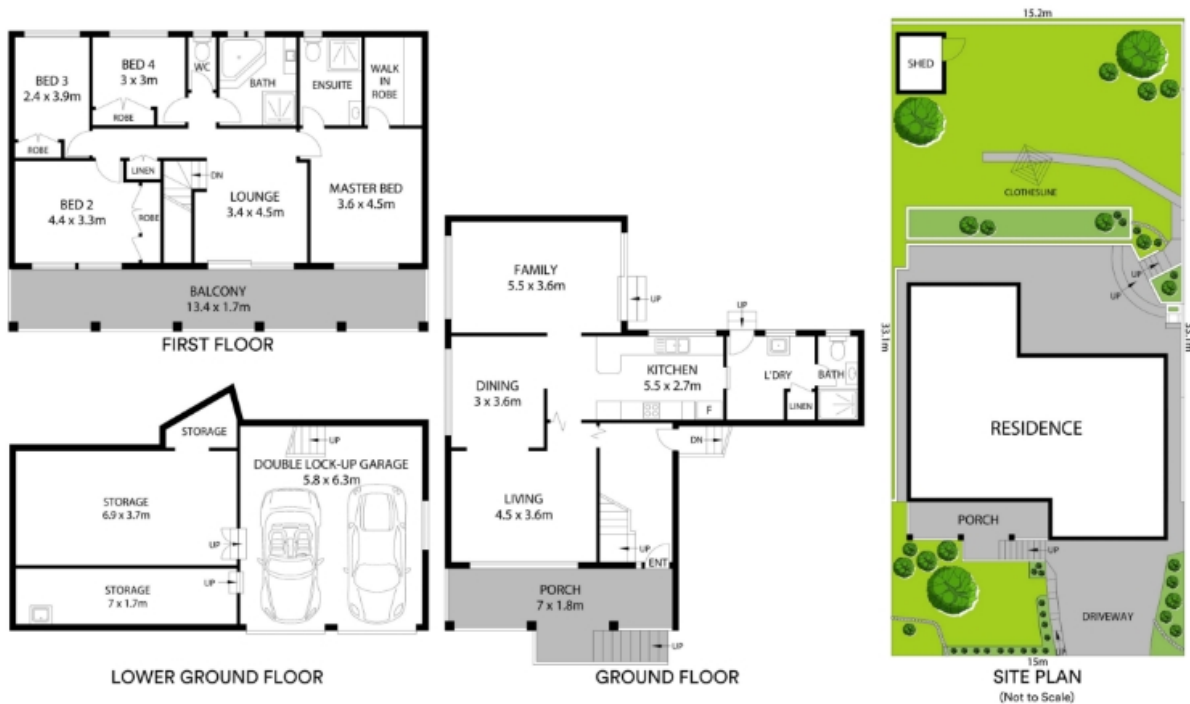 BED 3
2.4 x 3.9m
ROBE
BED 4
3 x 3m
ROBE
WC
BATH
ENSUITE
WALK
IN
ROBE
LINEN
DN
BED 2
4.4 x 3.3m
ROBE
LOUNGE
3.4 x 4.5m
MASTER BED
3.6 x 4.5m
BALCONY
13.4 x 1.7m
FIRST FLOOR
STORAGE
UP
DOUBLE LOCK-UP GARAGE
5.8 x 6.3m
STORAGE
6.9 x 3.7m
UP
UP
STORAGE
7 x 1.7m
LOWER GROUND FLOOR
FAMILY
5.5 x 3.6m
UP
UP
KITCHEN
5.5 x 2.7m
F
L'DRY
LINEN
BATH
DINING
3 x 3.6m
DN
LIVING
4.5 x 3.6m
UP
ENT
PORCH
7 x 1.8m
UP
GROUND FLOOR
15.2m
SHED
CLOTHESLINE
UP
UP
33.1m
33.1m
RESIDENCE
PORCH
UP
DRIVEWAY
UP
15m
SITE PLAN
(Not to Scale)